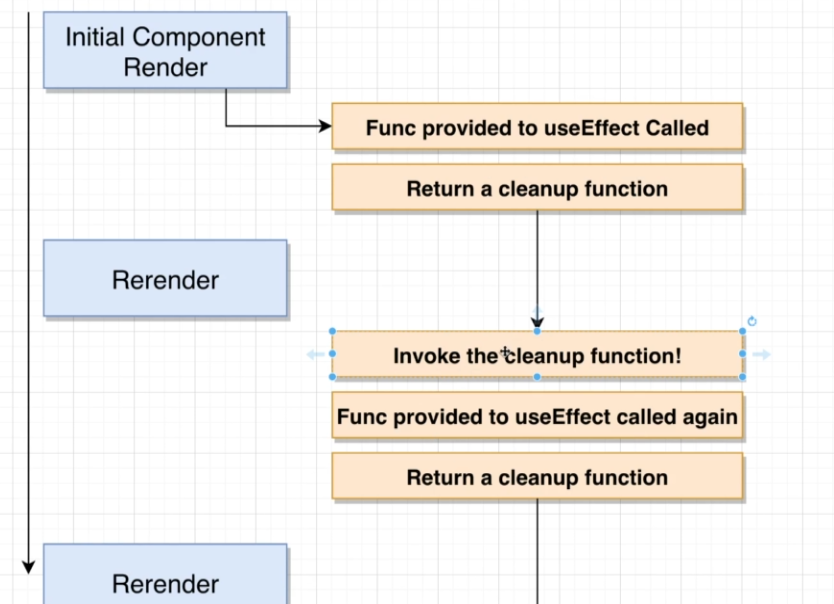 Initial Component
Render
Func provided to useEffect Called
Return a cleanup function
Rerender
Invoke the cleanup function!
Func provided to useEffect called again
Return a cleanup function
Rerender